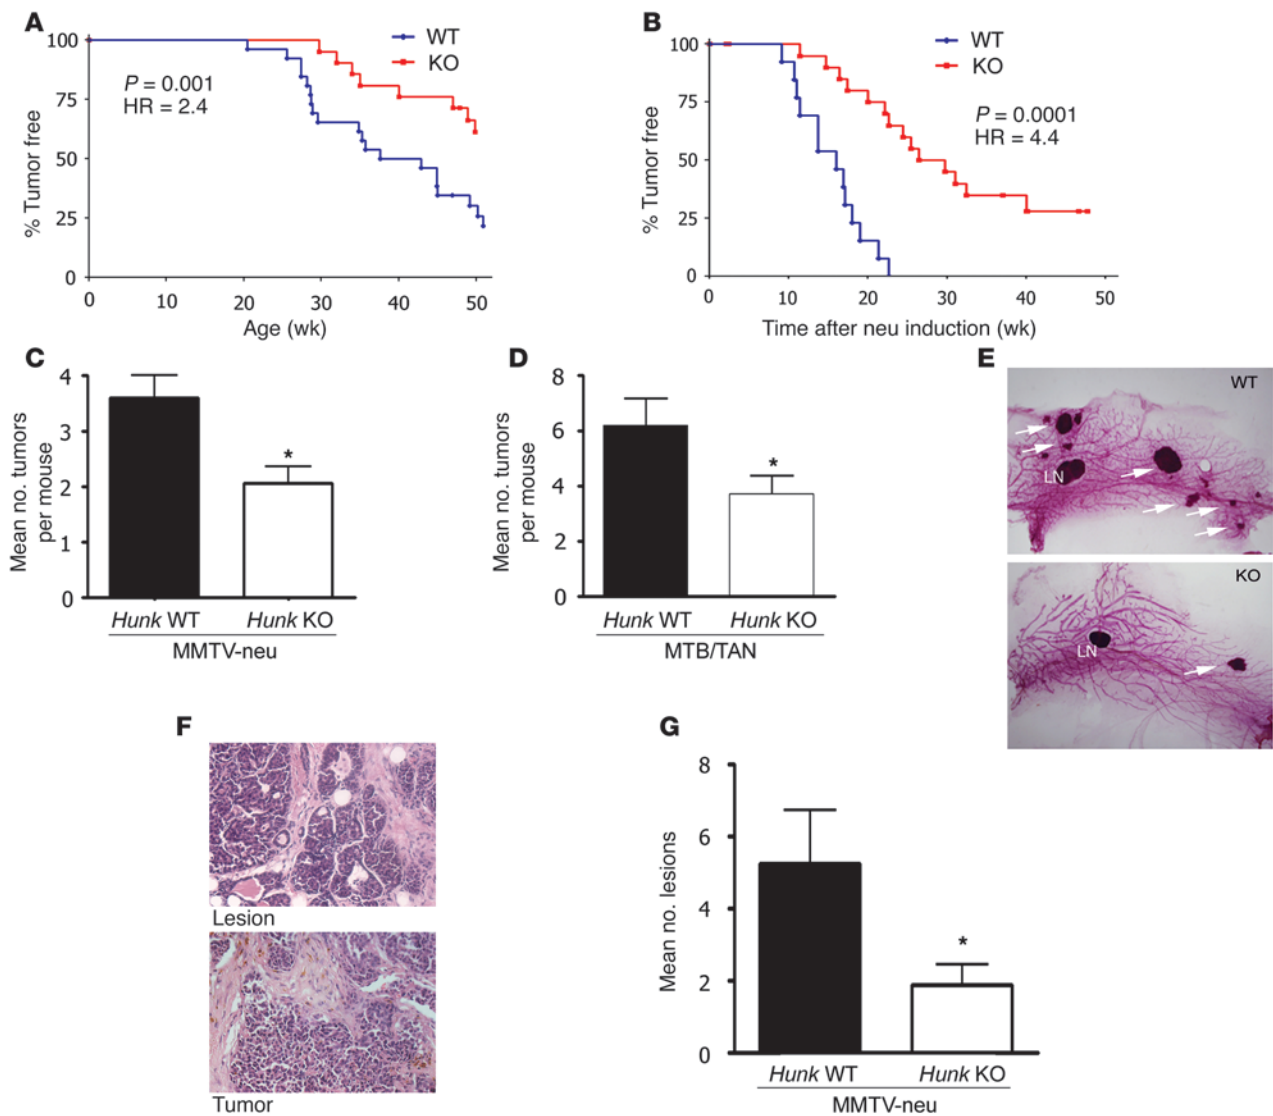 A
100
75
50
25
0
% Tumor free
P = 0.001
HR = 2.4
WT
KO
0 10 20 30 40 50
Age (wk)
B
100
75
50
25
0
% Tumor free
WT
KO
P = 0.0001
HR = 4.4
0 10 20 30 40 50
Time after neu induction (wk)
C
4
3
2
1
0
Mean no. tumors
per mouse
*
Hunk WT Hunk KO
MMTV-neu
D
8
6
4
2
0
Mean no. tumors
per mouse
*
Hunk WT Hunk KO
MTB/TAN
E
WT
LN
KO
LN
F
Lesion
Tumor
G
8
6
4
2
0
Mean no. lesions
*
Hunk WT Hunk KO
MMTV-neu